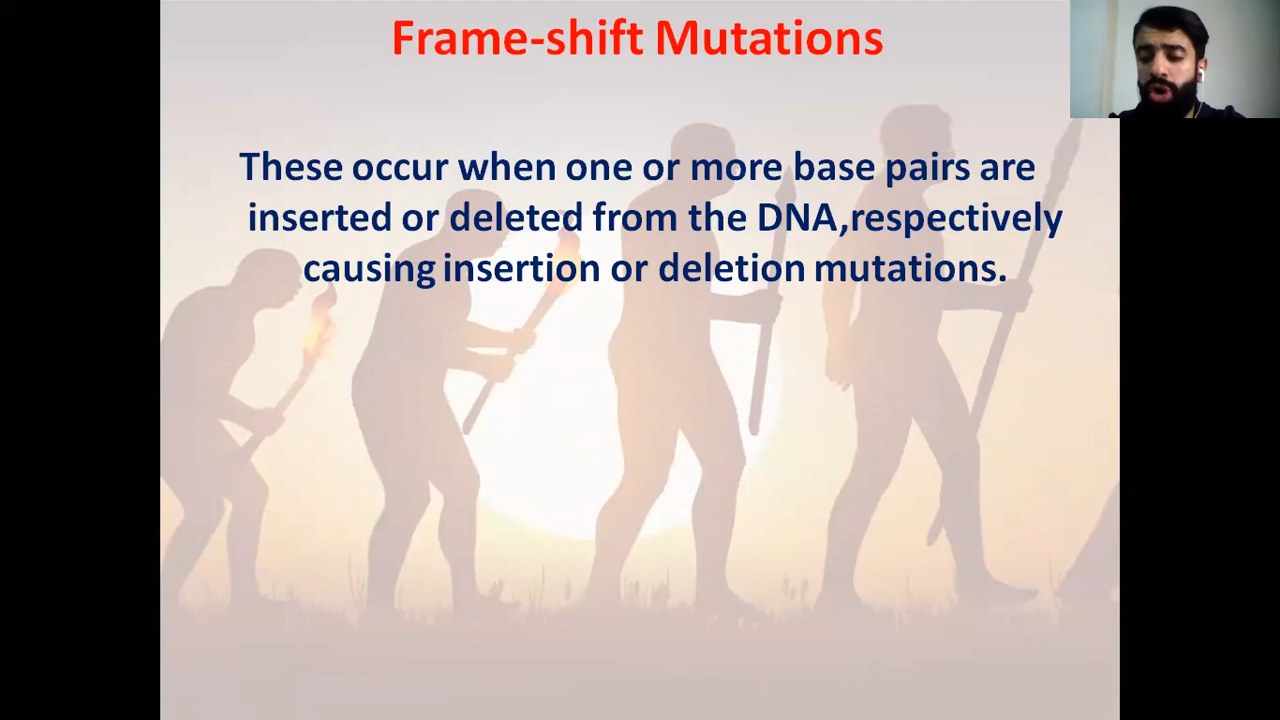 Frame-shift Mutations
These occur when one or more base pairs are
inserted or deleted from the DNA,respectively
causing insertion or deletion mutations.